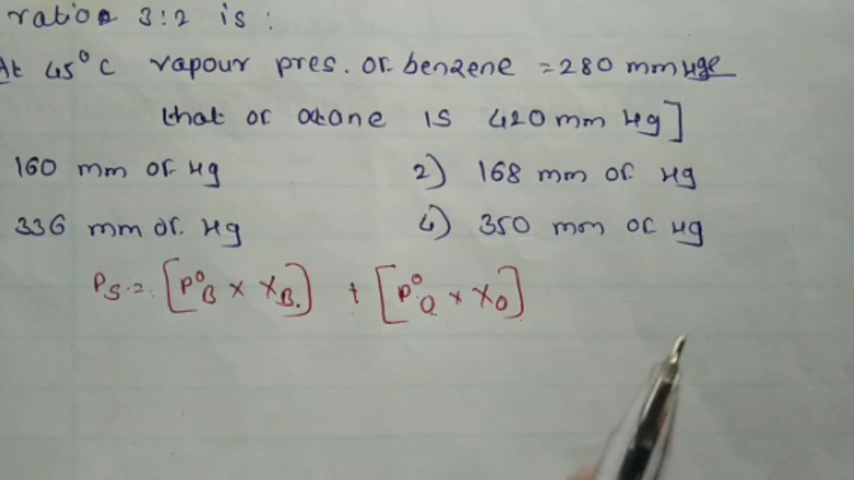 ratio 3:2 is :
At 45°C vapour pres. of benzene = 280 mm Hg &
that of octane is 420 mm Hg]
160 mm of Hg 2) 168 mm of Hg
336 mm of Hg 4) 350 mm of Hg
PS = [P°B × XB] + [P°O × XO]